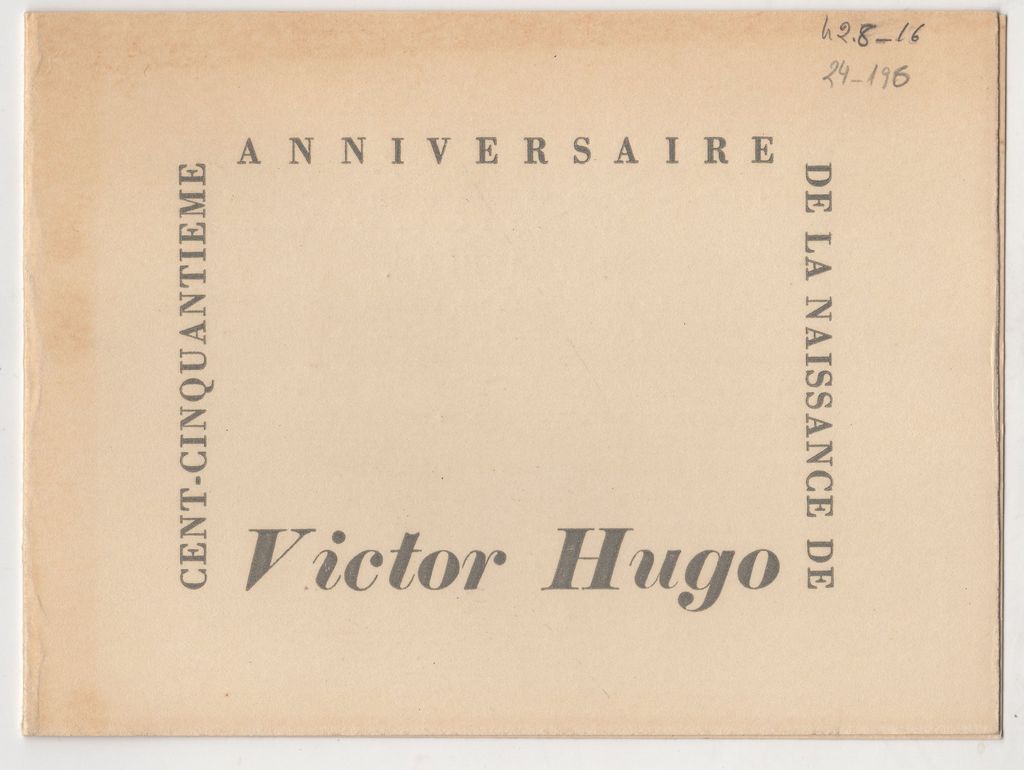 42.8-16
24-196
CENT-CINQUANTIEME
ANNIVERSAIRE
DE LA NAISSANCE DE
Victor Hugo